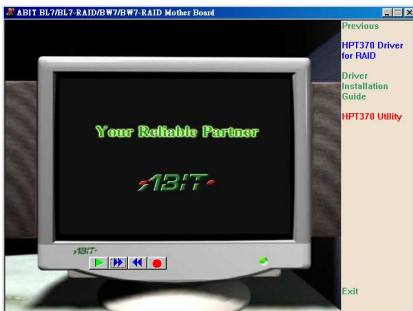 ABIT BL7/BL7-RAID/BW7/BW7-RAID Mother Board
Previous
HPT370 Driver
for RAID
Driver
Installation
Guide
HPT370 Utility
Exit
Your Reliable Partner
ABIT
ABIT